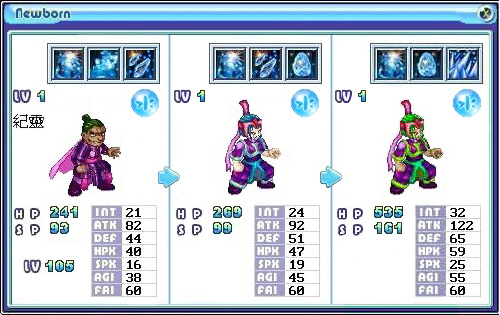 Newborn
LV 1
紀靈
HP 241
SP 93
LV 105
INT 21
ATK 82
DEF 44
HPX 40
SPX 16
AGI 38
FAI 60
LV 1
HP 269
SP 99
INT 24
ATK 92
DEF 51
HPX 47
SPX 19
AGI 45
FAI 60
LV 1
HP 535
SP 161
INT 32
ATK 122
DEF 65
HPX 59
SPX 25
AGI 55
FAI 60